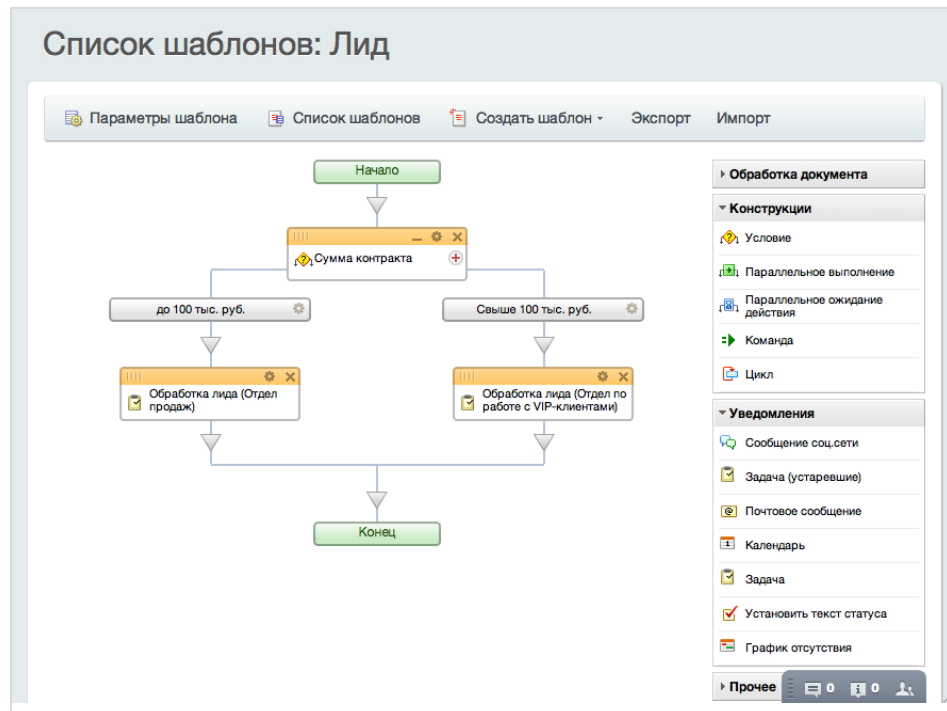 Список шаблонов: Лид
Параметры шаблона
Список шаблонов
Создать шаблон
Экспорт
Импорт
Начало
Сумма контракта
до 100 тыс. руб.
Свыше 100 тыс. руб.
Обработка лида (Отдел
продаж)
Обработка лида (Отдел по
работе с VIP-клиентами)
Конец
Обработка документа
Конструкции
Условие
Параллельное выполнение
Параллельное ожидание
действия
Команда
Цикл
Уведомления
Сообщение соц.сети
Задача (устаревшие)
Почтовое сообщение
Календарь
Задача
Установить текст статуса
График отсутствия
Прочее
0
0